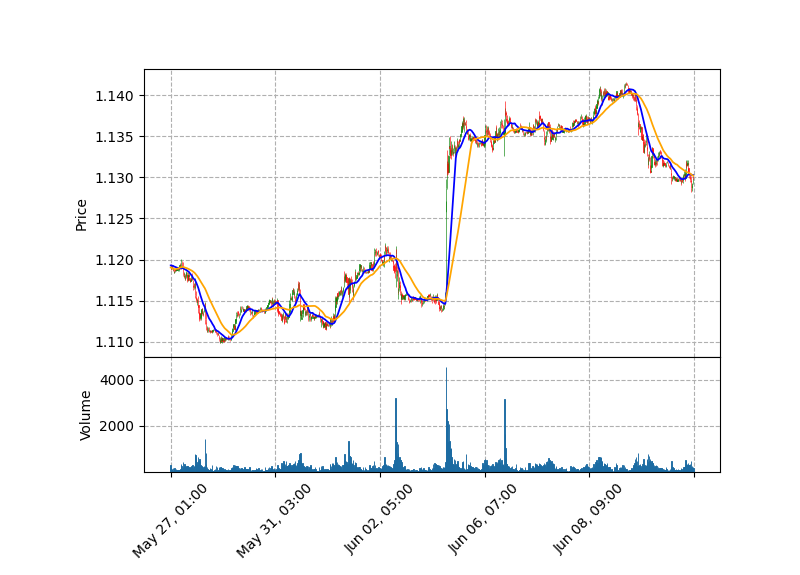 1.140
1.135
1.130
1.125
1.120
1.115
1.110
Price
4000
2000
Volume
May 27, 01:00
May 31, 03:00
Jun 02, 05:00
Jun 06, 07:00
Jun 08, 09:00